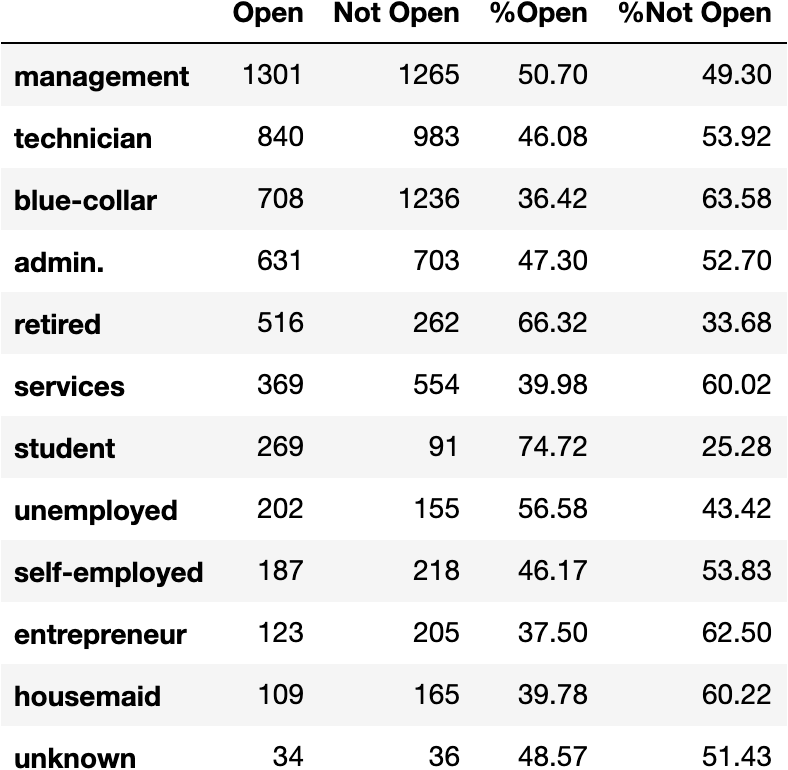 Open Not Open %Open %Not Open
management 1301 1265 50.70 49.30
technician 840 983 46.08 53.92
blue-collar 708 1236 36.42 63.58
admin. 631 703 47.30 52.70
retired 516 262 66.32 33.68
services 369 554 39.98 60.02
student 269 91 74.72 25.28
unemployed 202 155 56.58 43.42
self-employed 187 218 46.17 53.83
entrepreneur 123 205 37.50 62.50
housemaid 109 165 39.78 60.22
unknown 34 36 48.57 51.43